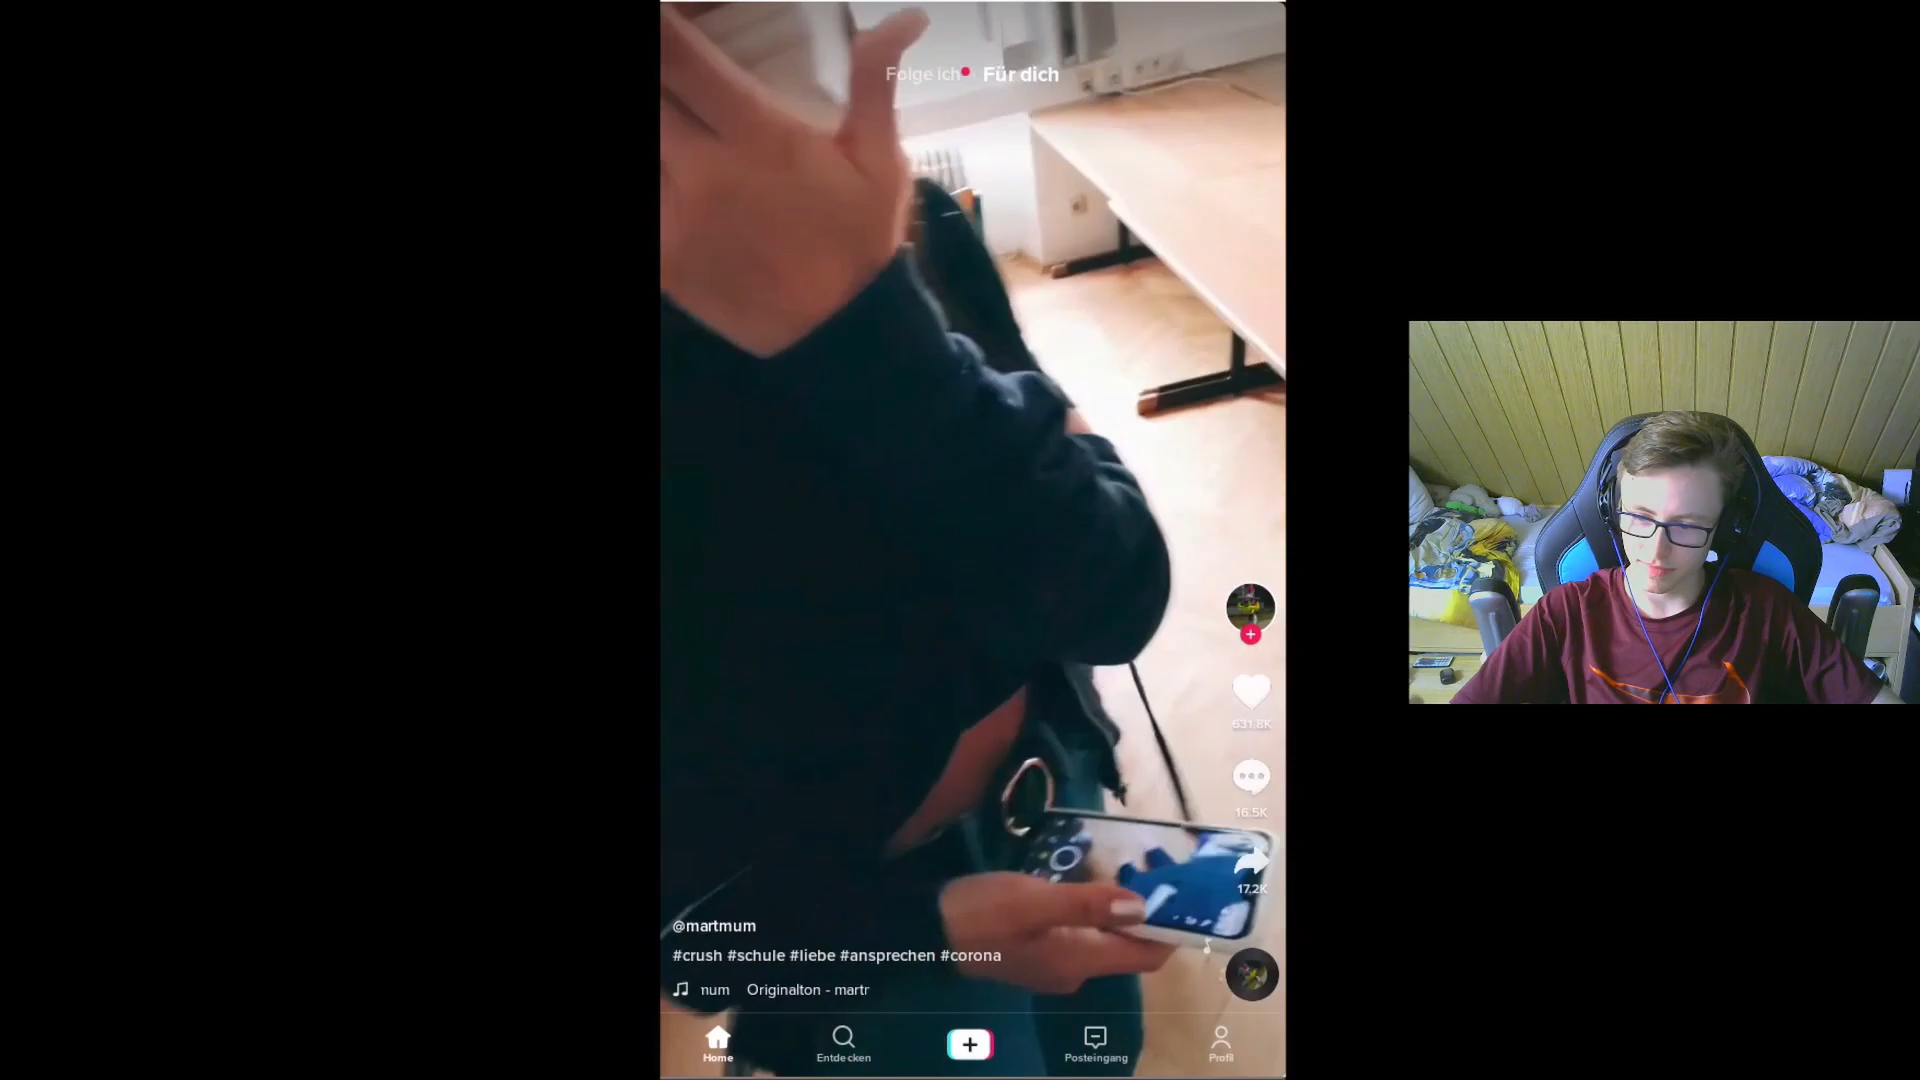 Folge ich Für dich
631.8K
16.5K
17.2K
@martmum
#crush #schule #liebe #ansprechen #corona
num Originalton - martr
Home Entdecken Posteingang Profil